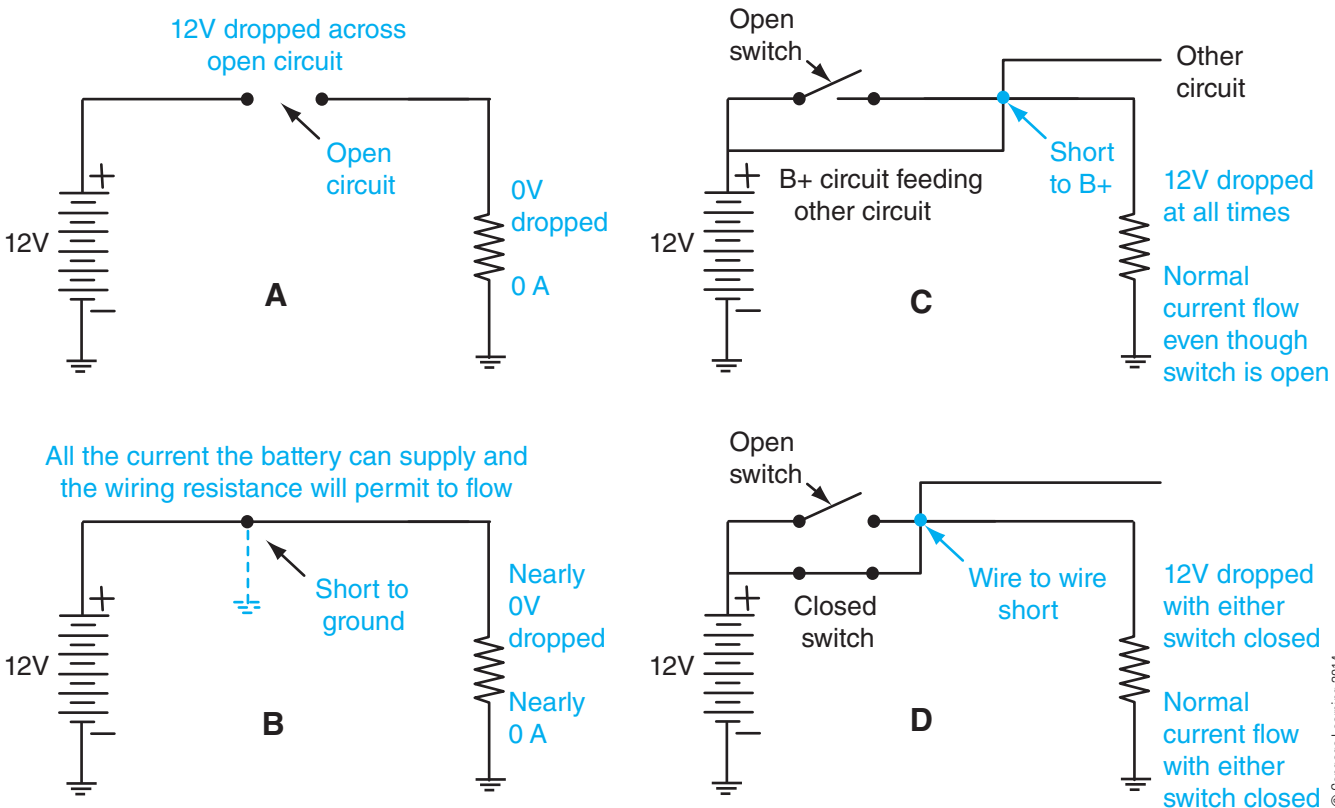 12V dropped across
open circuit
Open
circuit
+
12V
0V
dropped
0 A
A
Open
switch
Other
circuit
Short
to B+
+
B+ circuit feeding
other circuit
12V
12V dropped
at all times
Normal
current flow
even though
switch is open
C
All the current the battery can supply and
the wiring resistance will permit to flow
Short to
ground
+
12V
Nearly
0V
dropped
Nearly
0 A
B
Open
switch
Wire to wire
short
Closed
switch
+
12V
12V dropped
with either
switch closed
Normal
current flow
with either
switch closed
D
© Cengage Learning 2014